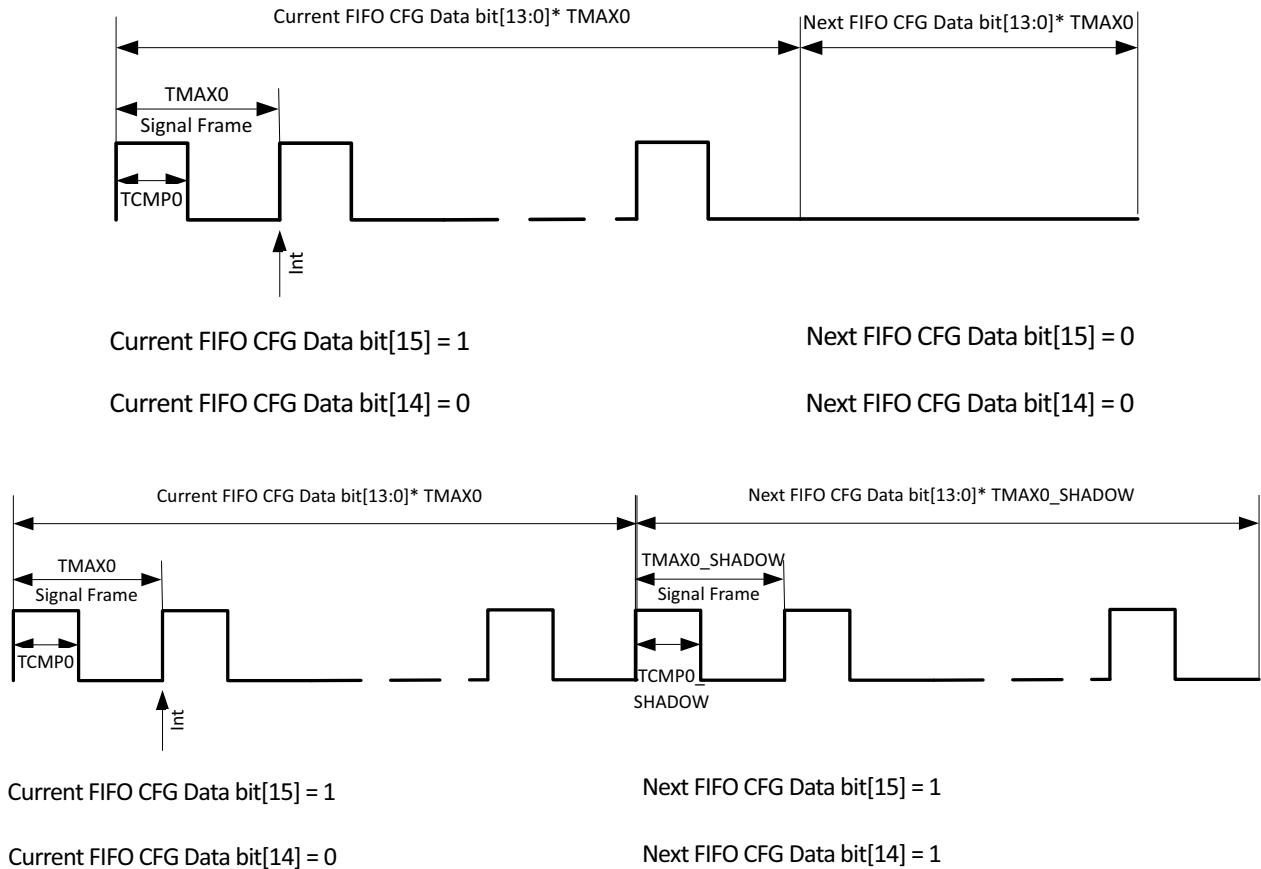 Current FIFO CFG Data bit[13:0]* TMAX0
Next FIFO CFG Data bit[13:0]* TMAX0
TMAX0
Signal Frame
TCMP0
Int
Current FIFO CFG Data bit[15] = 1
Next FIFO CFG Data bit[15] = 0
Current FIFO CFG Data bit[14] = 0
Next FIFO CFG Data bit[14] = 0
Current FIFO CFG Data bit[13:0]* TMAX0
Next FIFO CFG Data bit[13:0]* TMAX0_SHADOW
TMAX0
Signal Frame
TMAX0_SHADOW
Signal Frame
TCMP0
TCMP0_
SHADOW
Int
Current FIFO CFG Data bit[15] = 1
Next FIFO CFG Data bit[15] = 1
Current FIFO CFG Data bit[14] = 0
Next FIFO CFG Data bit[14] = 1